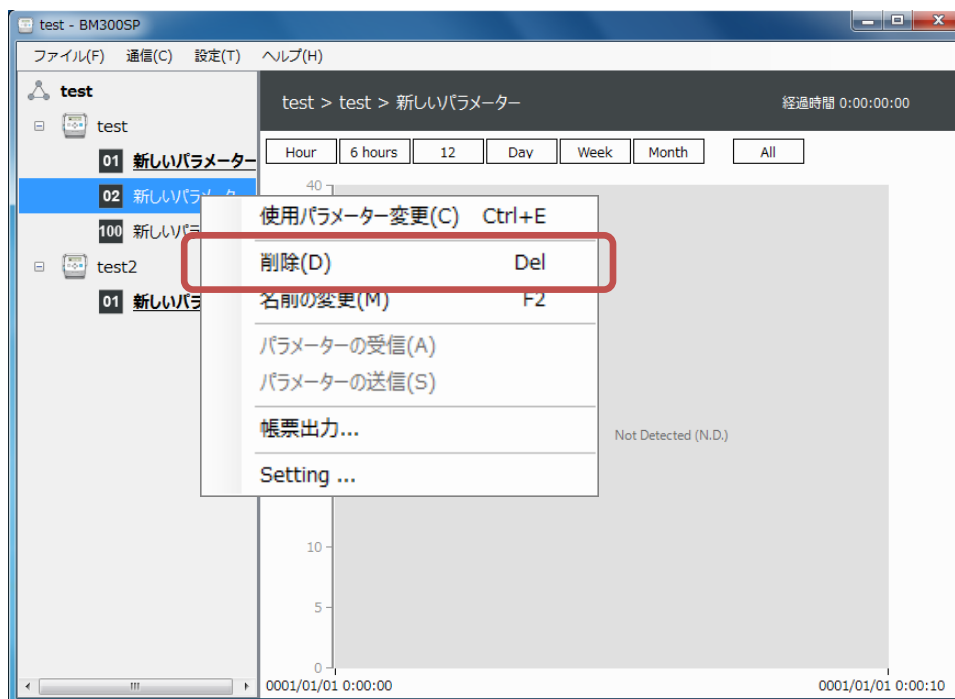 test - BM300SP
ファイル(F) 通信(C) 設定(T) ヘルプ(H)
test
test
01 新しいパラメーター
02 新しいパラメータ
100 新しいパ
test2
01 新しいパラ
test > test > 新しいパラメーター
経過時間 0:00:00:00
Hour 6 hours 12 Day Week Month All
40
使用パラメーター変更(C) Ctrl+E
削除(D) Del
名前の変更(M) F2
パラメーターの受信(A)
パラメーターの送信(S)
帳票出力...
Setting ...
Not Detected (N.D.)
10
5
0
0001/01/01 0:00:00
0001/01/01 0:00:10